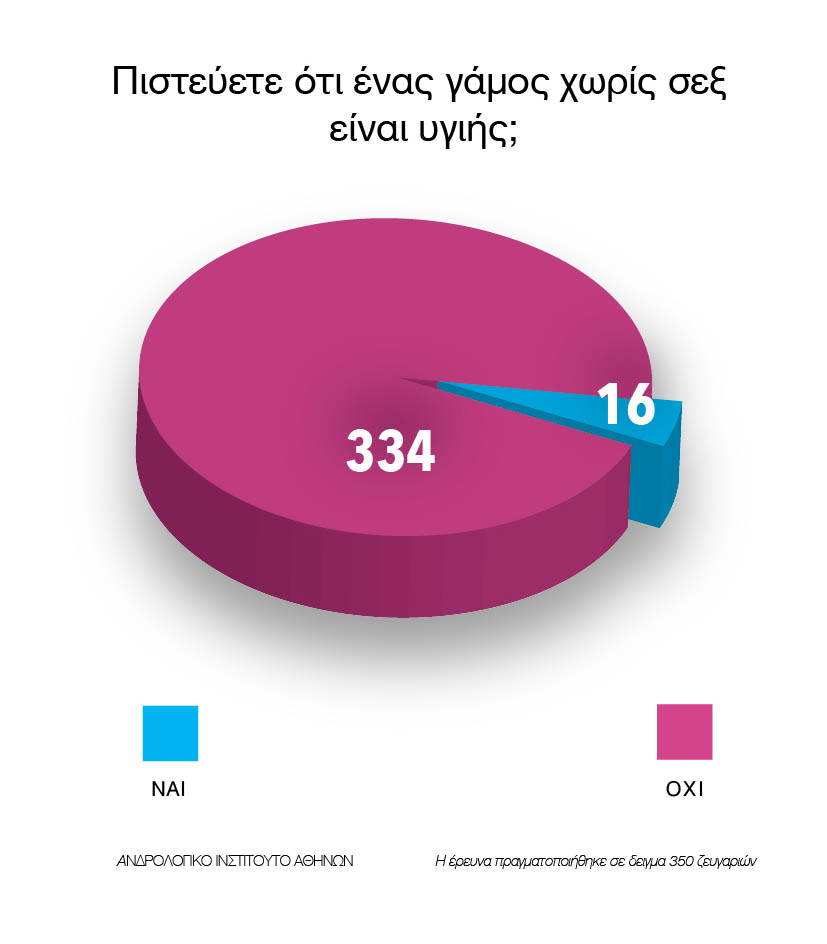 Πιστεύετε ότι ένας γάμος χωρίς σεξ
είναι υγιής;
16
334
ΝΑΙ
ΟΧΙ
ΑΝΔΡΟΛΟΓΙΚΟ ΙΝΣΤΙΤΟΥΤΟ ΑΘΗΝΩΝ
Η έρευνα πραγματοποιήθηκε σε δειγμα 350 ζευγαριών